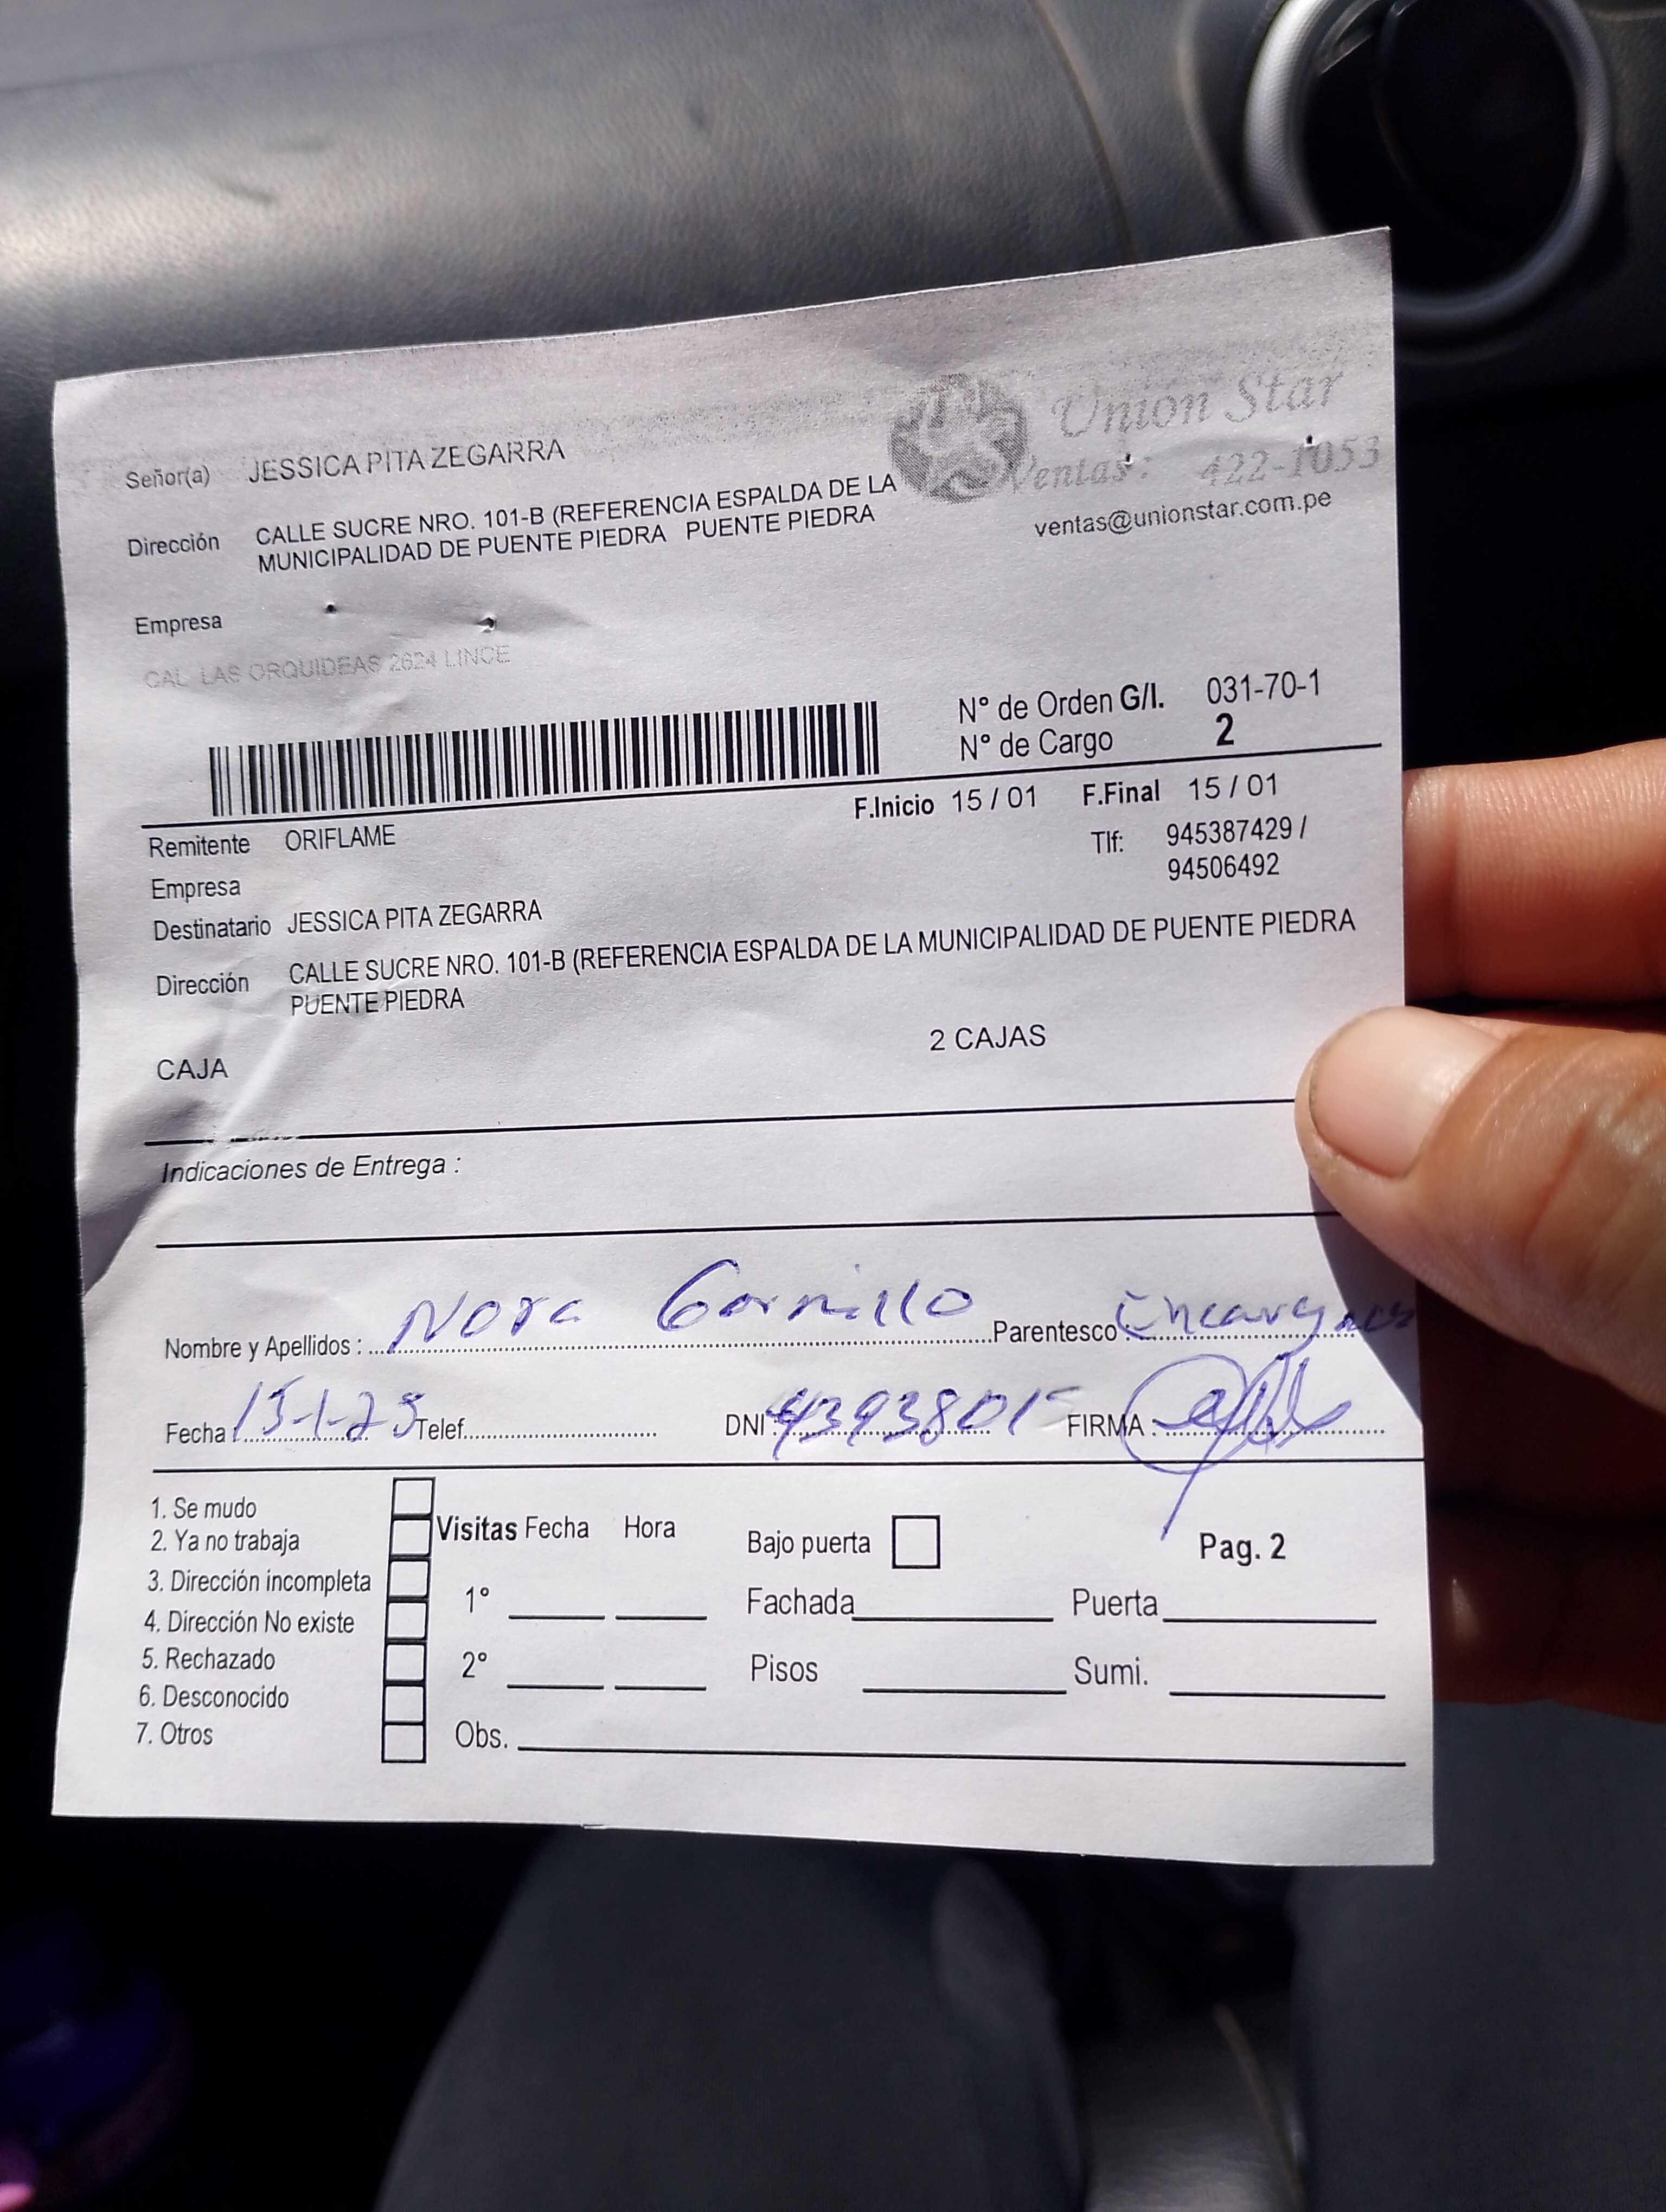 Union Star
Señor(a) JESSICA PITA ZEGARRA
Ventas: 422-1053
Dirección CALLE SUCRE NRO. 101-B (REFERENCIA ESPALDA DE LA
MUNICIPALIDAD DE PUENTE PIEDRA PUENTE PIEDRA
ventas@unionstar.com.pe
Empresa
CAL LAS ORQUIDEAS 2624 LINCE
N° de Orden G/I. 031-70-1
N° de Cargo 2
F.Inicio 15 / 01 F.Final 15 / 01
Remitente ORIFLAME
Tlf: 945387429 /
94506492
Empresa
Destinatario JESSICA PITA ZEGARRA
Dirección CALLE SUCRE NRO. 101-B (REFERENCIA ESPALDA DE LA MUNICIPALIDAD DE PUENTE PIEDRA
PUENTE PIEDRA
CAJA 2 CAJAS
Indicaciones de Entrega :
Nombre y Apellidos : Nora Parentesco :
Fecha : 15-1-25 Telef. DNI : FIRMA :
1. Se mudo
2. Ya no trabaja
3. Dirección incompleta
4. Dirección No existe
5. Rechazado
6. Desconocido
7. Otros
Visitas Fecha Hora
1°
2°
Obs.
Bajo puerta
Fachada Puerta
Pisos Sumi.
Pag. 2